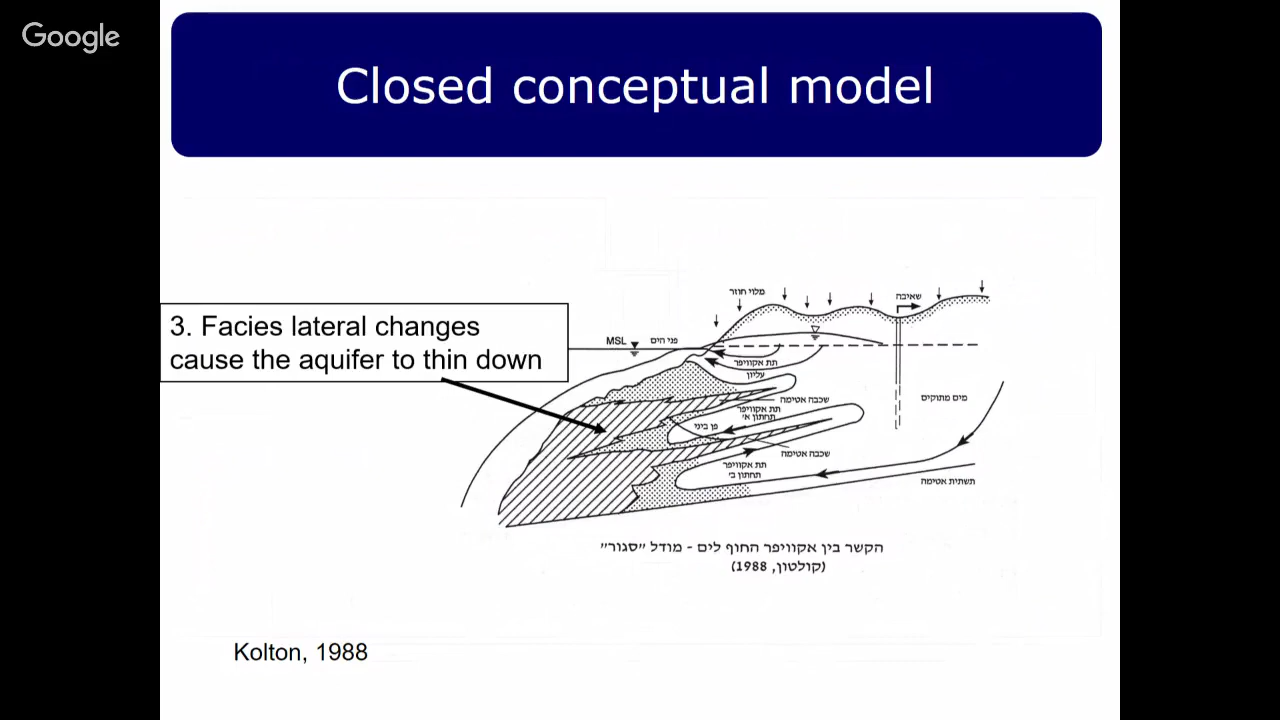 Google
Closed conceptual model
מלוי חוזר
שאיבה
3. Facies lateral changes
cause the aquifer to thin down
MSL
פני הים
תת אקוויפר
עליון
שכבה אטימה
מים מתוקים
תת אקוויפר
תחתון א'
פן ביני
שכבה אטימה
תת אקוויפר
תחתון ב'
תשתית אטימה
הקשר בין אקוויפר החוף לים - מודל "סגור"
(קולטון, 1988)
Kolton, 1988